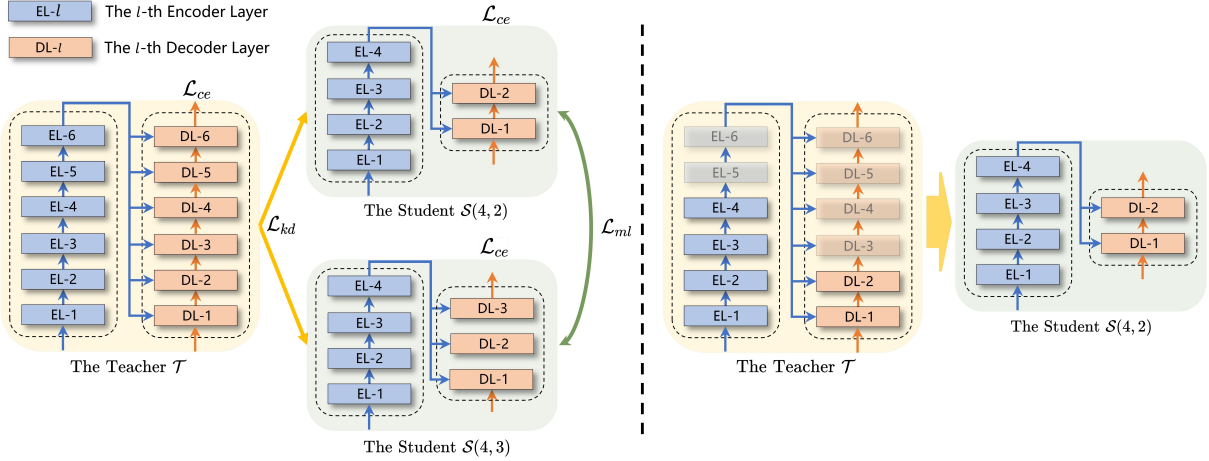 EL-l The l-th Encoder Layer
DL-l The l-th Decoder Layer
ℒce
EL-6
EL-5
EL-4
EL-3
EL-2
EL-1
DL-6
DL-5
DL-4
DL-3
DL-2
DL-1
The Teacher 𝒯
ℒkd
ℒce
EL-4
EL-3
EL-2
EL-1
DL-2
DL-1
The Student 𝒮(4, 2)
ℒce
EL-4
EL-3
EL-2
EL-1
DL-3
DL-2
DL-1
The Student 𝒮(4, 3)
ℒml
EL-6
EL-5
EL-4
EL-3
EL-2
EL-1
DL-6
DL-5
DL-4
DL-3
DL-2
DL-1
The Teacher 𝒯
EL-4
EL-3
EL-2
EL-1
DL-2
DL-1
The Student 𝒮(4, 2)